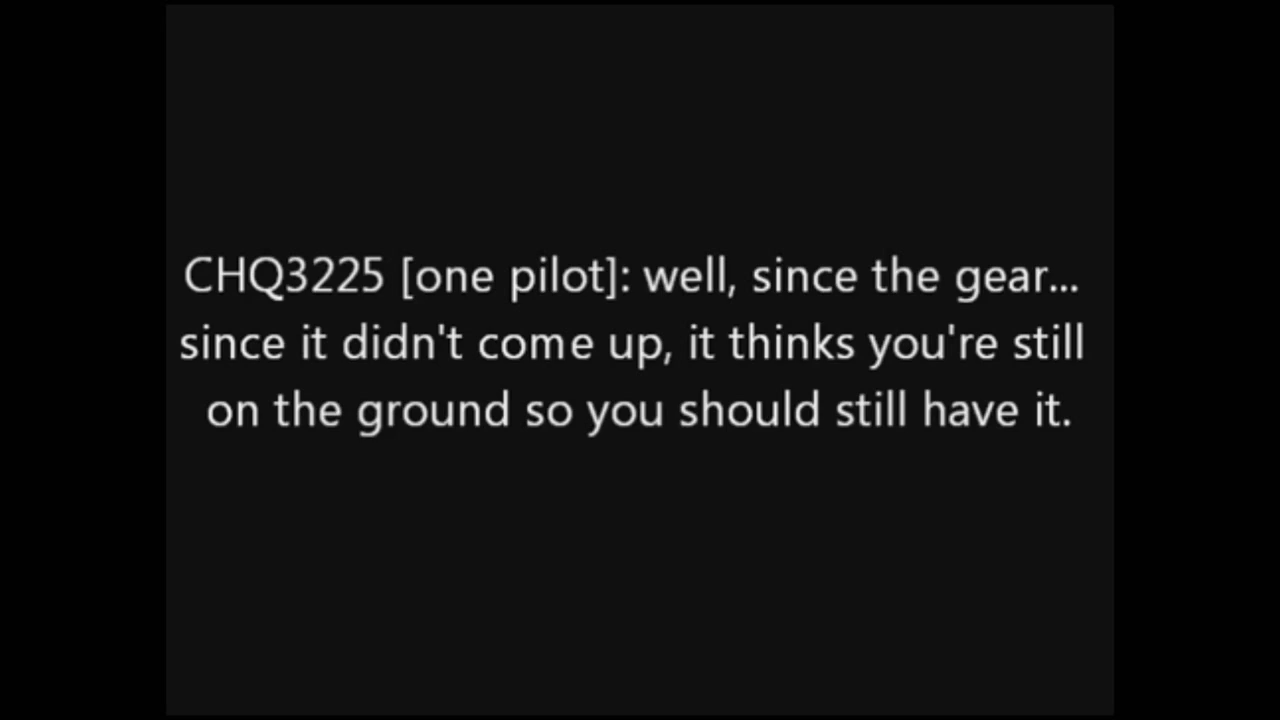 CHQ3225 [one pilot]: well, since the gear...
since it didn't come up, it thinks you're still
on the ground so you should still have it.